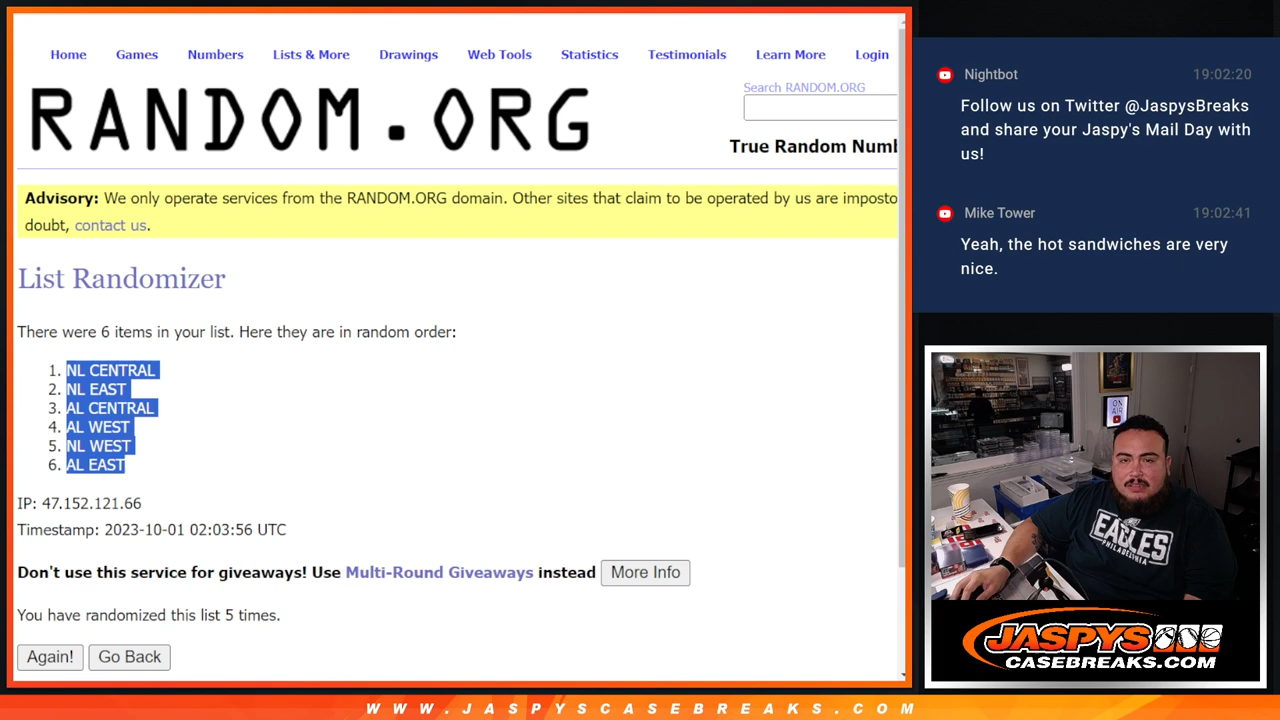 Home Games Numbers Lists & More Drawings Web Tools Statistics Testimonials Learn More Login
RANDOM.ORG
Search RANDOM.ORG
True Random Numb
Advisory: We only operate services from the RANDOM.ORG domain. Other sites that claim to be operated by us are imposto
doubt, contact us.
List Randomizer
There were 6 items in your list. Here they are in random order:
1. NL CENTRAL
2. NL EAST
3. AL CENTRAL
4. AL WEST
5. NL WEST
6. AL EAST
IP: 47.152.121.66
Timestamp: 2023-10-01 02:03:56 UTC
Don't use this service for giveaways! Use Multi-Round Giveaways instead More Info
You have randomized this list 5 times.
Again! Go Back
Nightbot 19:02:20
Follow us on Twitter @JaspysBreaks
and share your Jaspy's Mail Day with
us!
Mike Tower 19:02:41
Yeah, the hot sandwiches are very
nice.
ON
AIR
EAGLES
PHILADELPHIA
JASPYS
CASEBREAKS.COM
WWW.JASPYSCASEBREAKS.COM